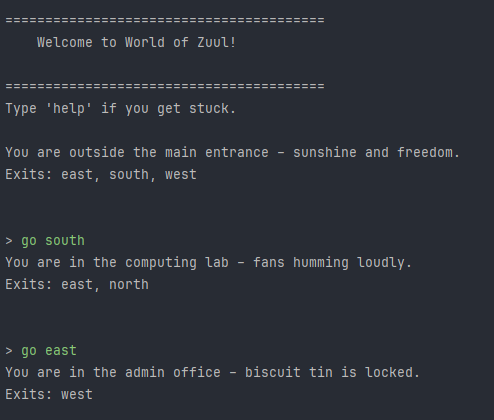 ========================================
Welcome to World of Zuul!
========================================
Type 'help' if you get stuck.
You are outside the main entrance – sunshine and freedom.
Exits: east, south, west
> go south
You are in the computing lab – fans humming loudly.
Exits: east, north
> go east
You are in the admin office – biscuit tin is locked.
Exits: west